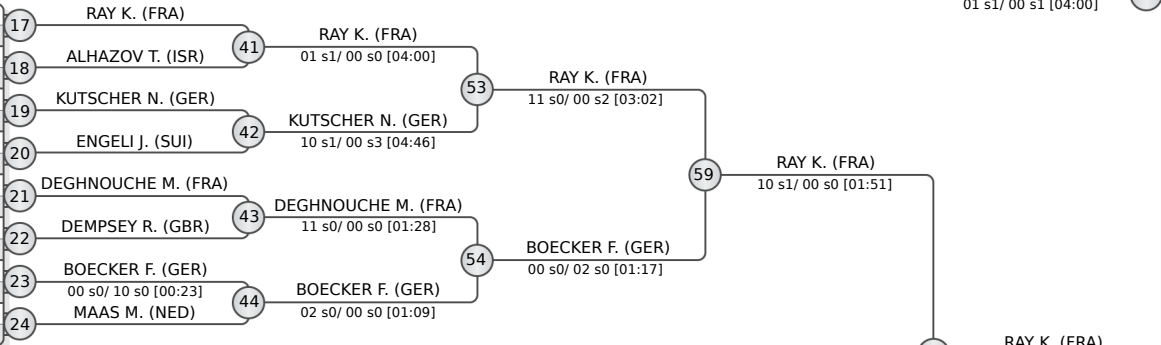 01 s1/ 00 s1 [04:00]
17
RAY K. (FRA)
41
RAY K. (FRA)
01 s1/ 00 s0 [04:00]
18
ALHAZOV T. (ISR)
53
RAY K. (FRA)
11 s0/ 00 s2 [03:02]
19
KUTSCHER N. (GER)
42
KUTSCHER N. (GER)
10 s1/ 00 s3 [04:46]
20
ENGELI J. (SUI)
59
RAY K. (FRA)
10 s1/ 00 s0 [01:51]
21
DEGHNOUCHE M. (FRA)
43
DEGHNOUCHE M. (FRA)
11 s0/ 00 s0 [01:28]
22
DEMPSEY R. (GBR)
54
BOECKER F. (GER)
00 s0/ 02 s0 [01:17]
23
BOECKER F. (GER)
00 s0/ 10 s0 [00:23]
44
BOECKER F. (GER)
02 s0/ 00 s0 [01:09]
24
MAAS M. (NED)
RAY K. (FRA)